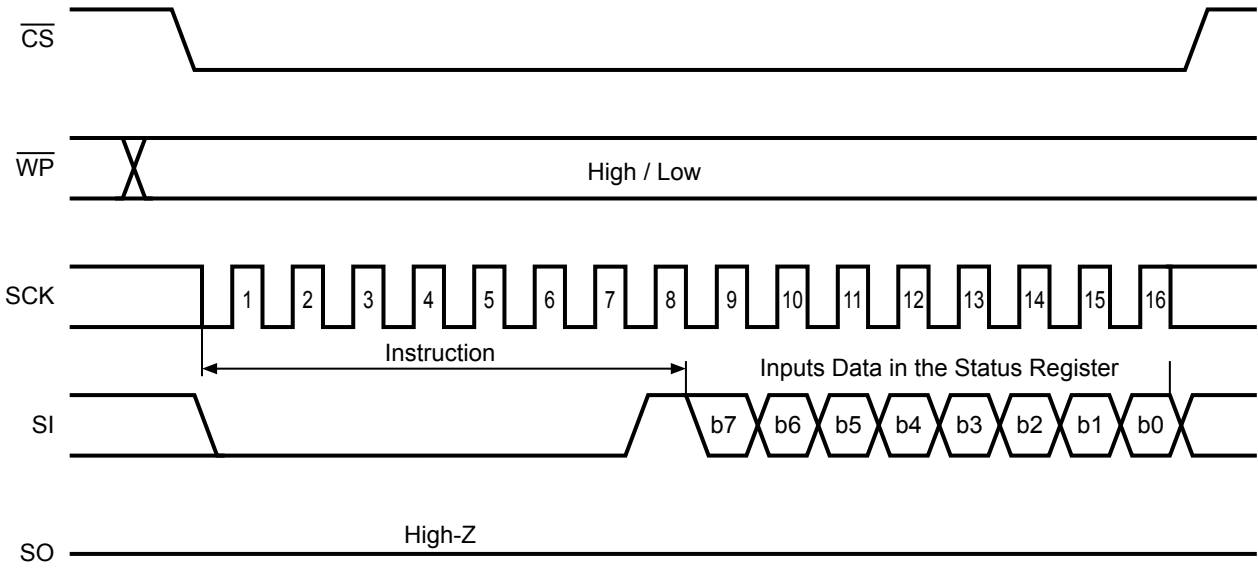 CS
WP
High / Low
SCK
1 2 3 4 5 6 7 8 9 10 11 12 13 14 15 16
Instruction
Inputs Data in the Status Register
SI
b7 b6 b5 b4 b3 b2 b1 b0
High-Z
SO